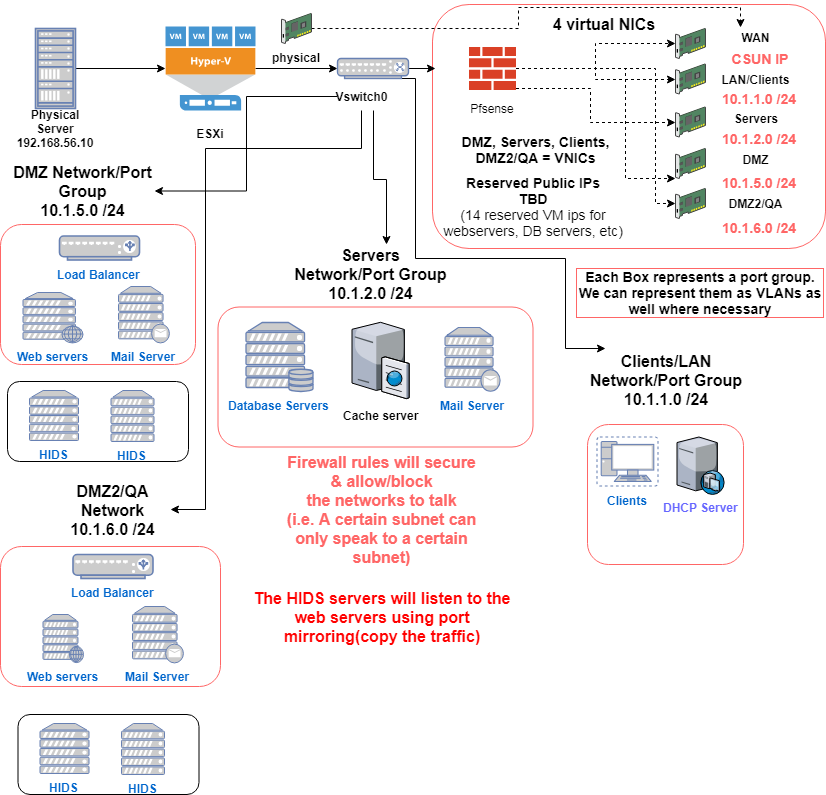 4 virtual NICs
VM VM VM VM
Hyper-V
ESXi
physical
Physical
Server
192.168.56.10
Vswitch0
Pfsense
WAN
CSUN IP
LAN/Clients
10.1.1.0 /24
Servers
10.1.2.0 /24
DMZ
10.1.5.0 /24
DMZ2/QA
10.1.6.0 /24
DMZ, Servers, Clients,
DMZ2/QA = VNICs
Reserved Public IPs
TBD
(14 reserved VM ips for
webservers, DB servers, etc)
DMZ Network/Port
Group
10.1.5.0 /24
Load Balancer
Web servers
Mail Server
HIDS
HIDS
Servers
Network/Port Group
10.1.2.0 /24
Database Servers
Cache server
Mail Server
Each Box represents a port group.
We can represent them as VLANs as
well where necessary
Clients/LAN
Network/Port Group
10.1.1.0 /24
Clients
DHCP Server
Firewall rules will secure
& allow/block
the networks to talk
(i.e. A certain subnet can
only speak to a certain
subnet)
The HIDS servers will listen to the
web servers using port
mirroring(copy the traffic)
DMZ2/QA
Network
10.1.6.0 /24
Load Balancer
Web servers
Mail Server
HIDS
HIDS